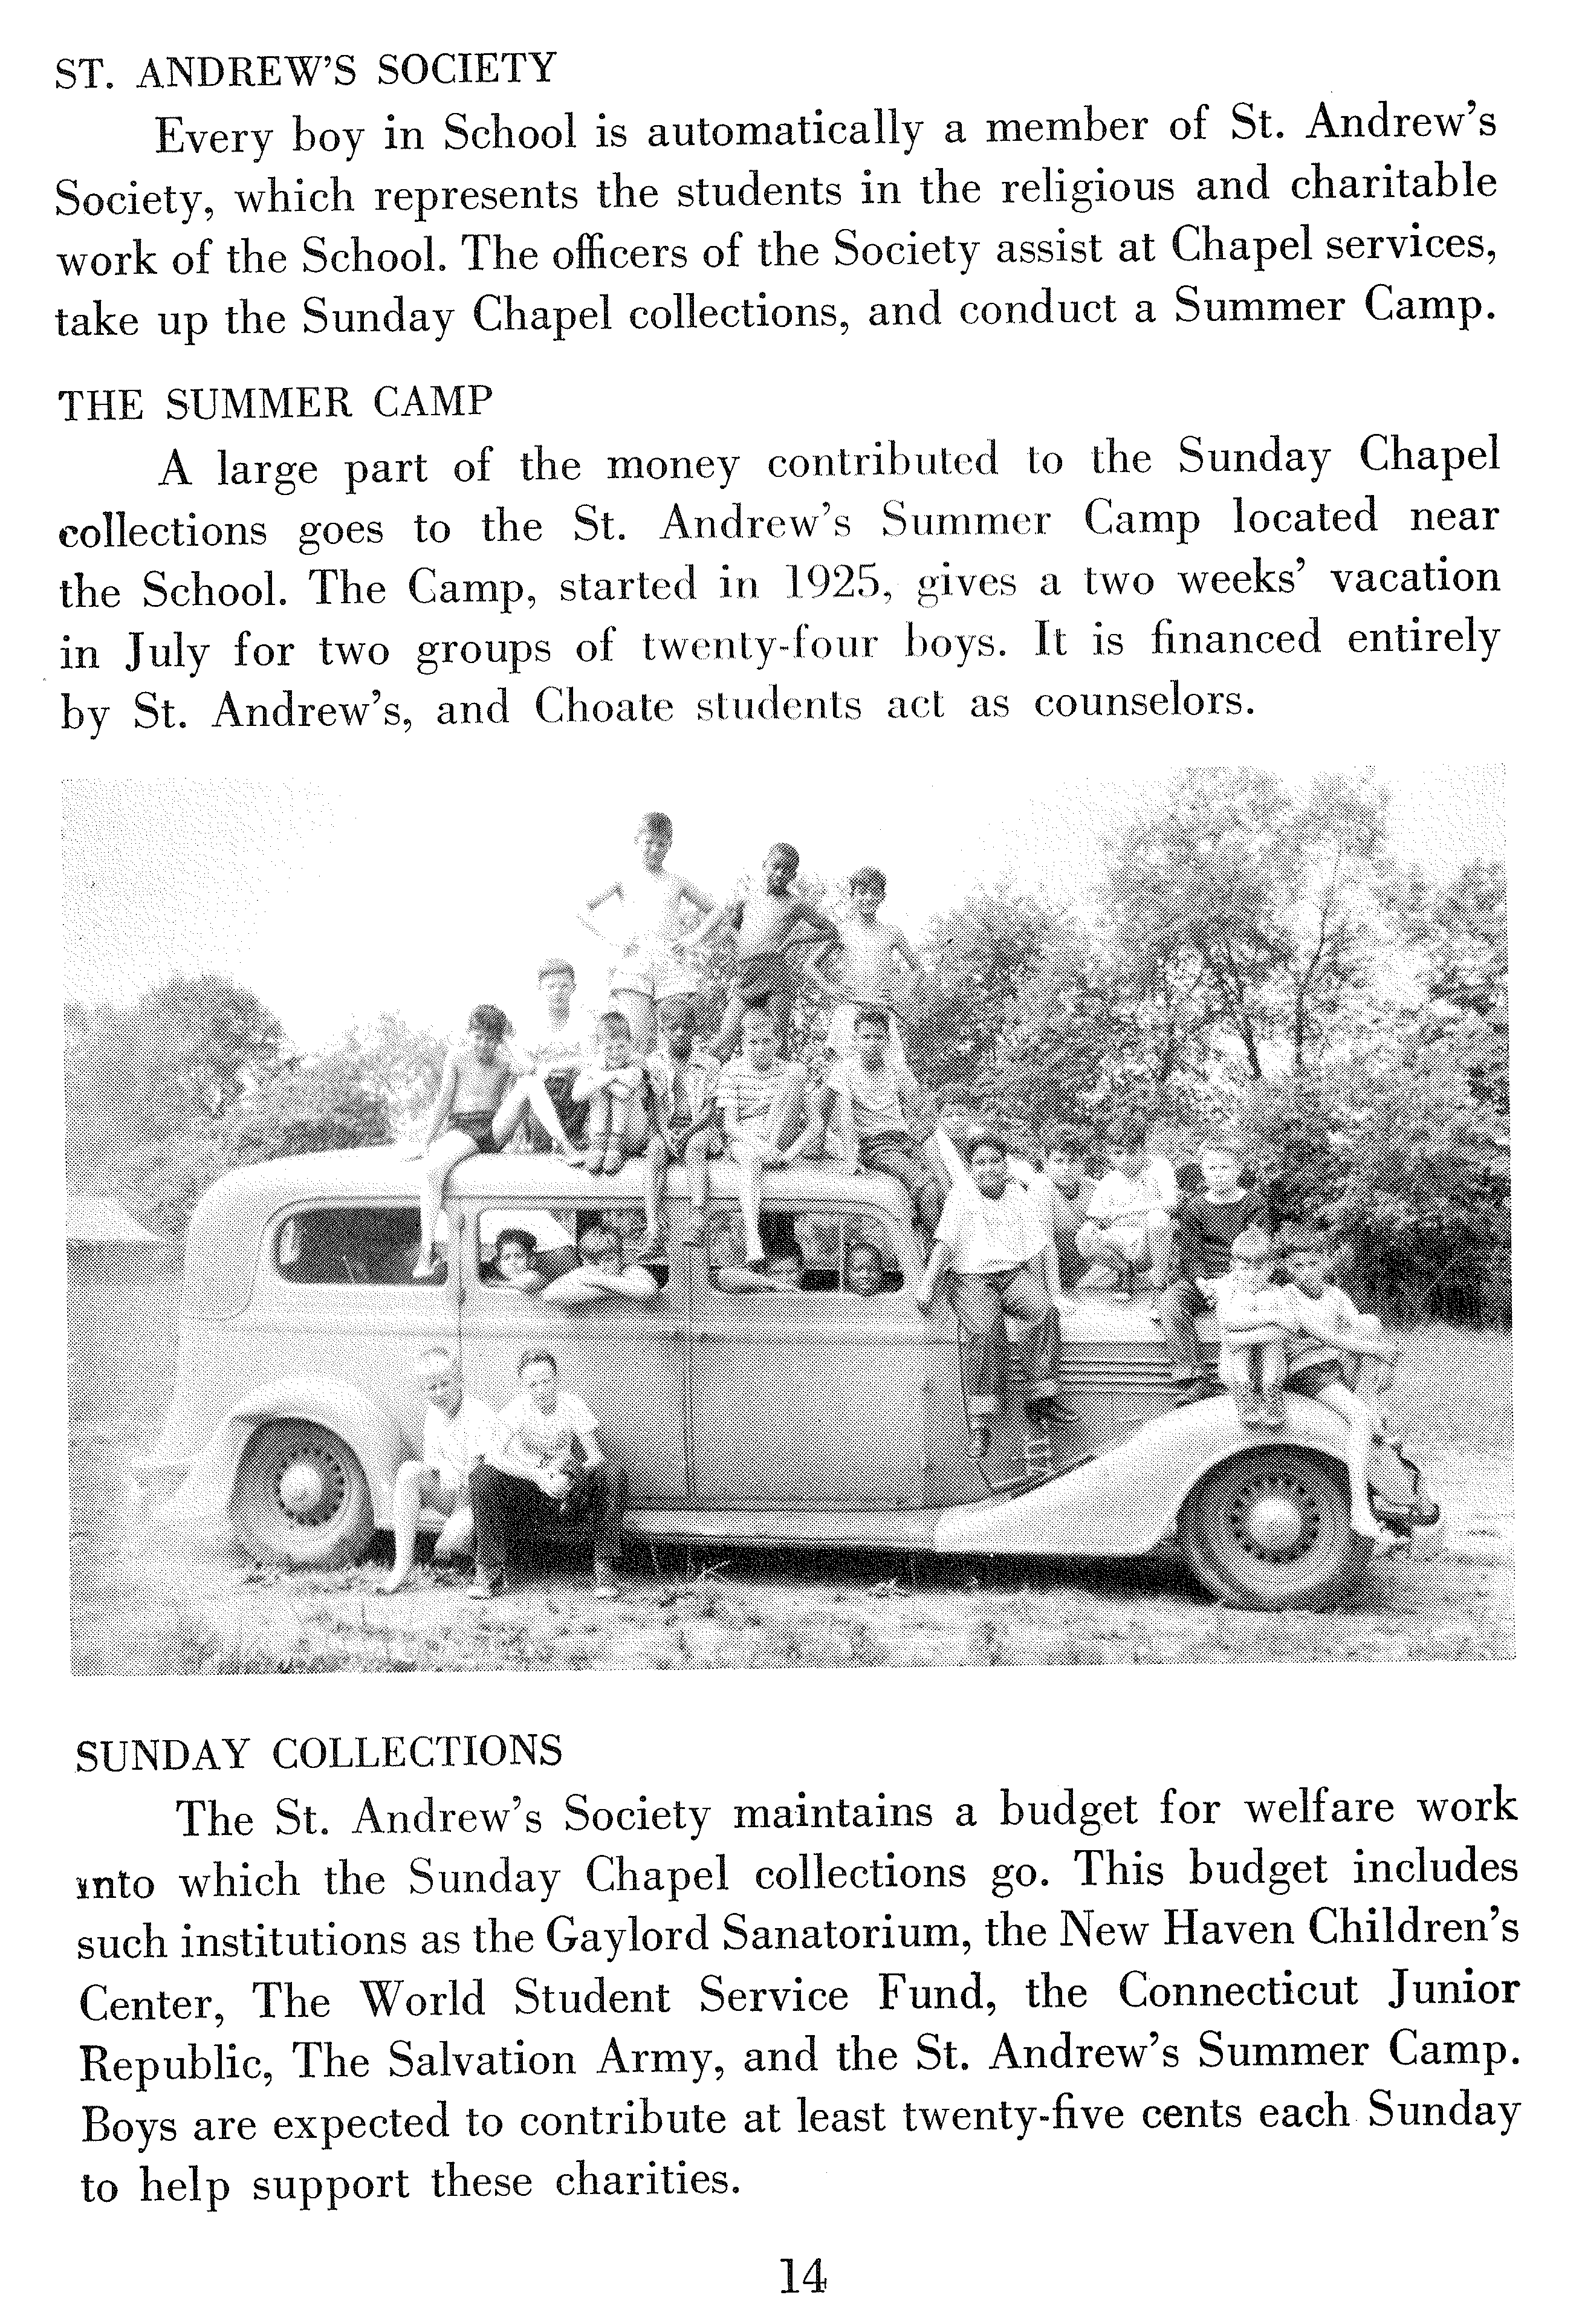 ST. ANDREW'S SOCIETY
Every boy in School is automatically a member of St. Andrew's
Society, which represents the students in the religious and charitable
work of the School. The officers of the Society assist at Chapel services,
take up the Sunday Chapel collections, and conduct a Summer Camp.
THE SUMMER CAMP
A large part of the money contributed to the Sunday Chapel
collections goes to the St. Andrew's Summer Camp located near
the School. The Camp, started in 1925, gives a two weeks' vacation
in July for two groups of twenty-four boys. It is financed entirely
by St. Andrew's, and Choate students act as counselors.
SUNDAY COLLECTIONS
The St. Andrew's Society maintains a budget for welfare work
into which the Sunday Chapel collections go. This budget includes
such institutions as the Gaylord Sanatorium, the New Haven Children's
Center, The World Student Service Fund, the Connecticut Junior
Republic, The Salvation Army, and the St. Andrew's Summer Camp.
Boys are expected to contribute at least twenty-five cents each Sunday
to help support these charities.
14